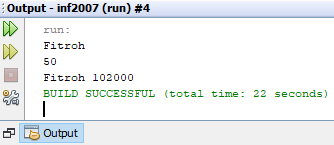 Output - inf2007 (run) #4
run:
Fitroh
50
Fitroh 102000
BUILD SUCCESSFUL (total time: 22 seconds)
Output